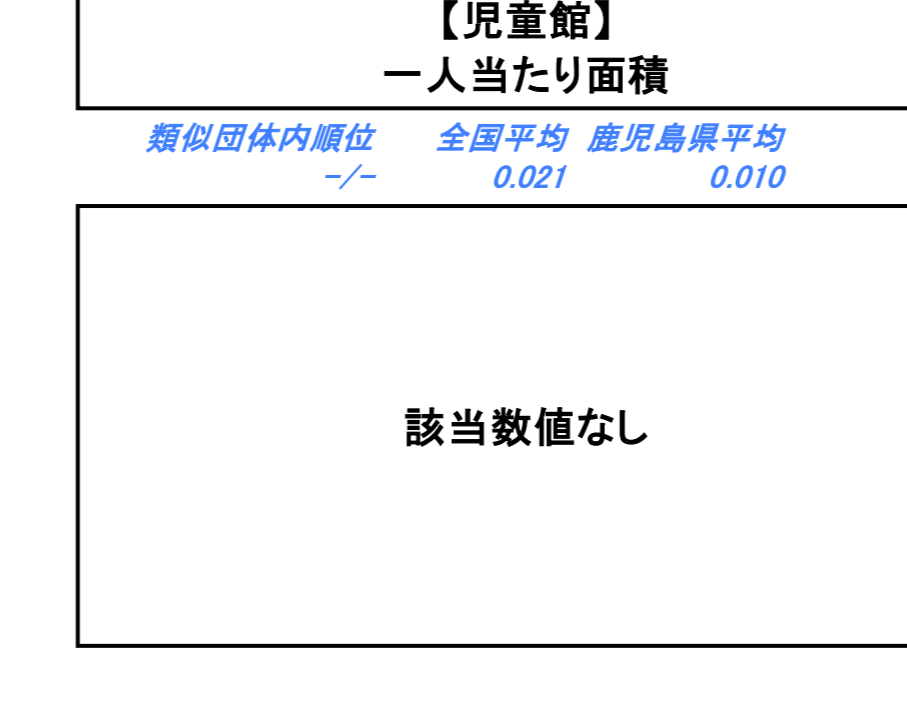 【児童館】
一人当たり面積
類似団体内順位 全国平均 鹿児島県平均
-/- 0.021 0.010
該当数値なし